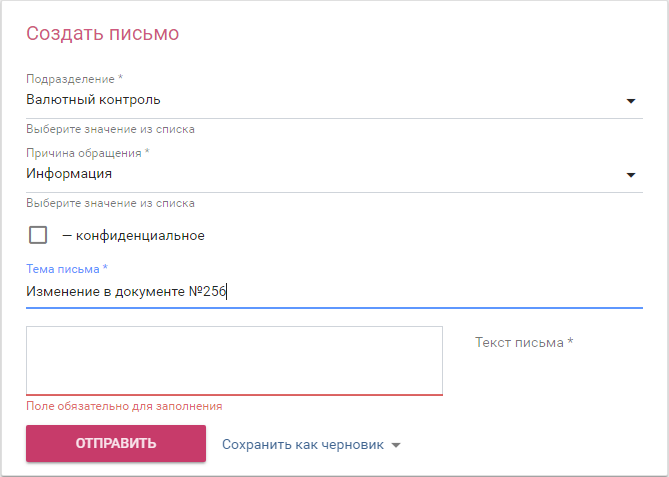 Создать письмо
Подразделение *
Валютный контроль
Выберите значение из списка
Причина обращения *
Информация
Выберите значение из списка
— конфиденциальное
Тема письма *
Изменение в документе №256
Текст письма *
Поле обязательно для заполнения
ОТПРАВИТЬ
Сохранить как черновик